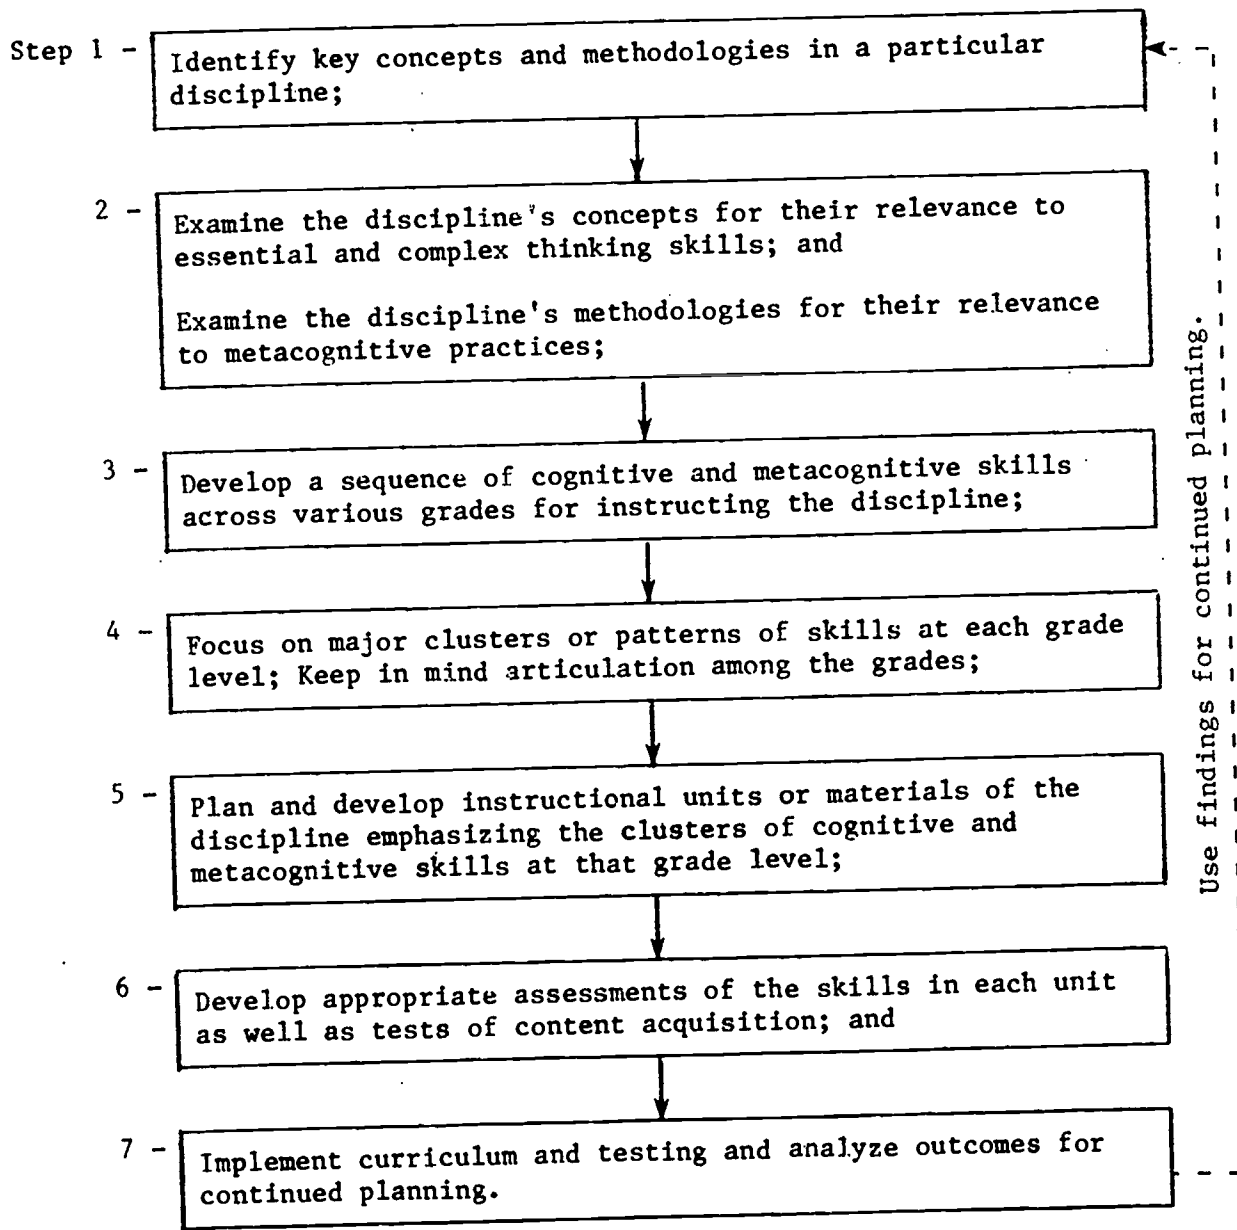 Step 1 - Identify key concepts and methodologies in a particular
discipline;
2 - Examine the discipline's concepts for their relevance to
essential and complex thinking skills; and
Examine the discipline's methodologies for their relevance
to metacognitive practices;
3 - Develop a sequence of cognitive and metacognitive skills
across various grades for instructing the discipline;
4 - Focus on major clusters or patterns of skills at each grade
level; Keep in mind articulation among the grades;
5 - Plan and develop instructional units or materials of the
discipline emphasizing the clusters of cognitive and
metacognitive skills at that grade level;
6 - Develop appropriate assessments of the skills in each unit
as well as tests of content acquisition; and
7 - Implement curriculum and testing and analyze outcomes for
continued planning.
Use findings for continued planning.